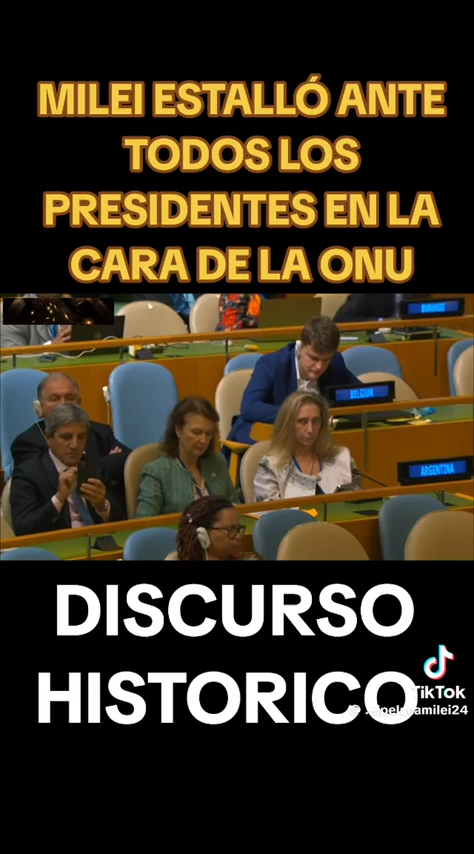 MILEI ESTALLÓ ANTE
TODOS LOS
PRESIDENTES EN LA
CARA DE LA ONU
BURUNDI
BELGIUM
ARGENTINA
DISCURSO
HISTORICO
TikTok